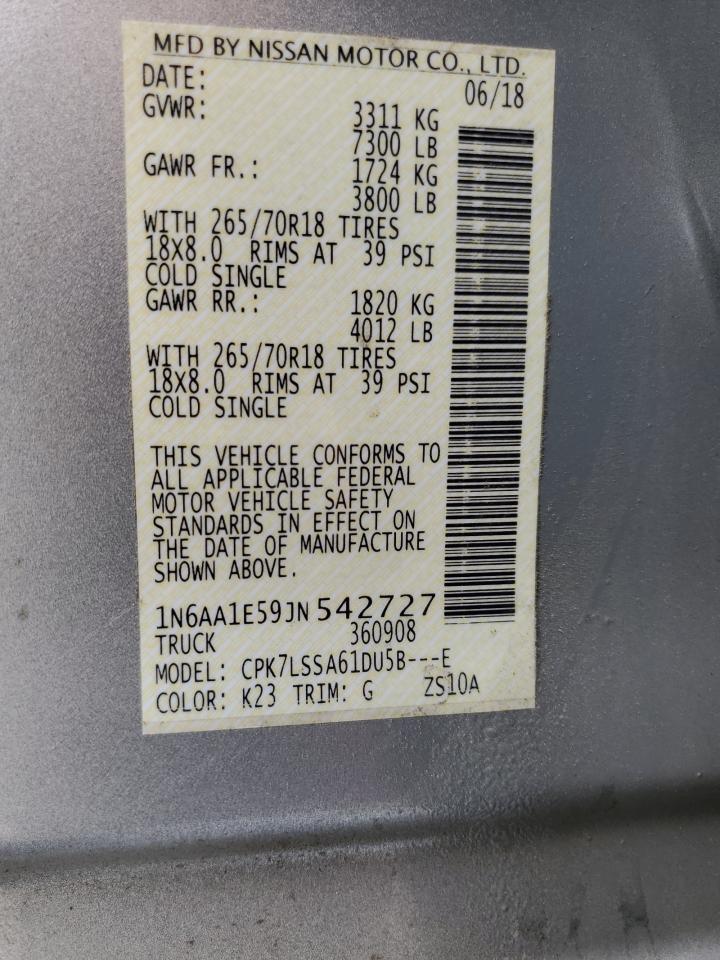 MFD BY NISSAN MOTOR CO., LTD.
DATE: 06/18
GVWR: 3311 KG
7300 LB
GAWR FR.: 1724 KG
3800 LB
WITH 265/70R18 TIRES
18X8.0 RIMS AT 39 PSI
COLD SINGLE
GAWR RR.: 1820 KG
4012 LB
WITH 265/70R18 TIRES
18X8.0 RIMS AT 39 PSI
COLD SINGLE
THIS VEHICLE CONFORMS TO
ALL APPLICABLE FEDERAL
MOTOR VEHICLE SAFETY
STANDARDS IN EFFECT ON
THE DATE OF MANUFACTURE
SHOWN ABOVE.
1N6AA1E59JN542727
TRUCK 360908
MODEL: CPK7LSSA61DU5B---E
COLOR: K23 TRIM: G ZS10A